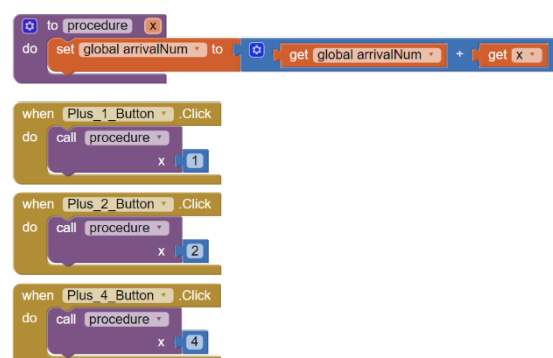 to procedure x
do set global arrivalNum to get global arrivalNum + get x
when Plus_1_Button .Click
do call procedure
x 1
when Plus_2_Button .Click
do call procedure
x 2
when Plus_4_Button .Click
do call procedure
x 4